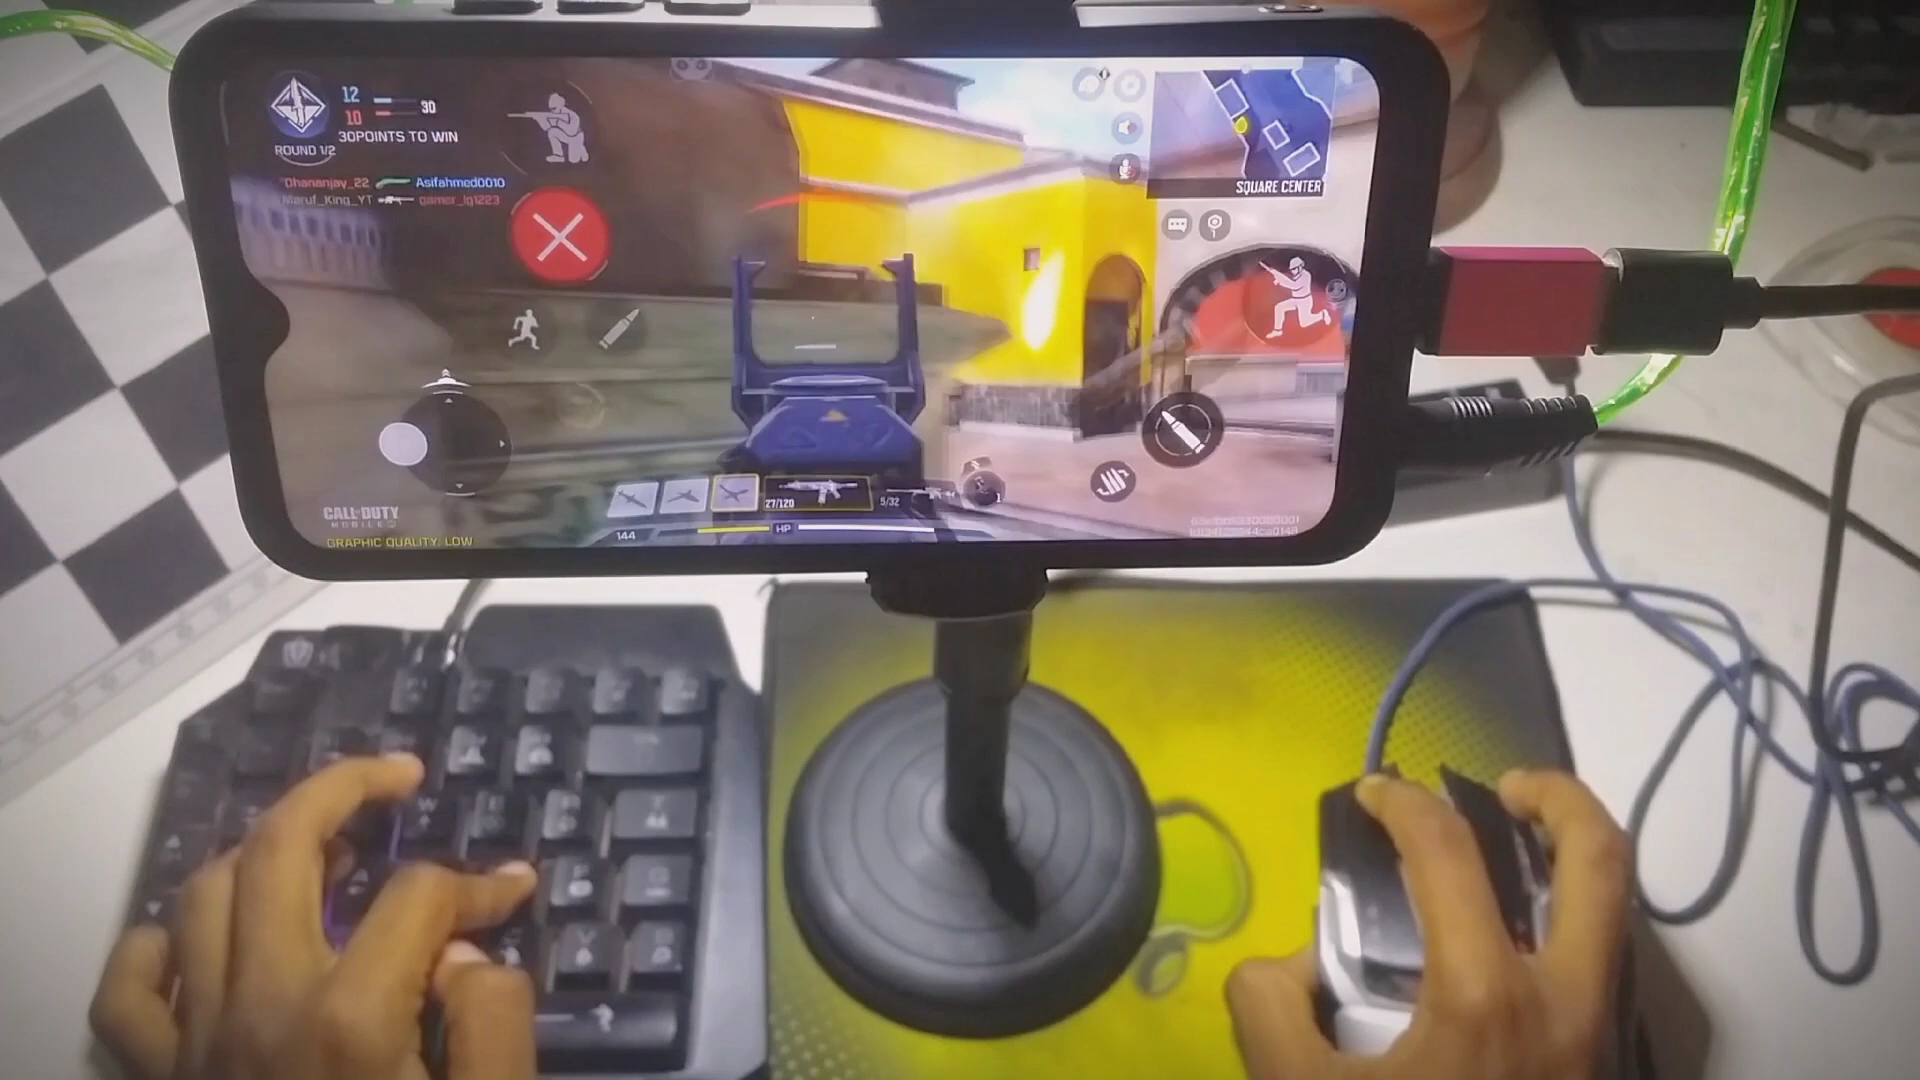 12
30
10
30POINTS TO WIN
ROUND 1/2
Dhananjay_22 Asifahmed0010
Maruf_King_YT gamer_lg1223
SQUARE CENTER
27/120
5/32
1
144
HP
CALL OF DUTY
MOBILE
GRAPHIC QUALITY: LOW
W
E
A